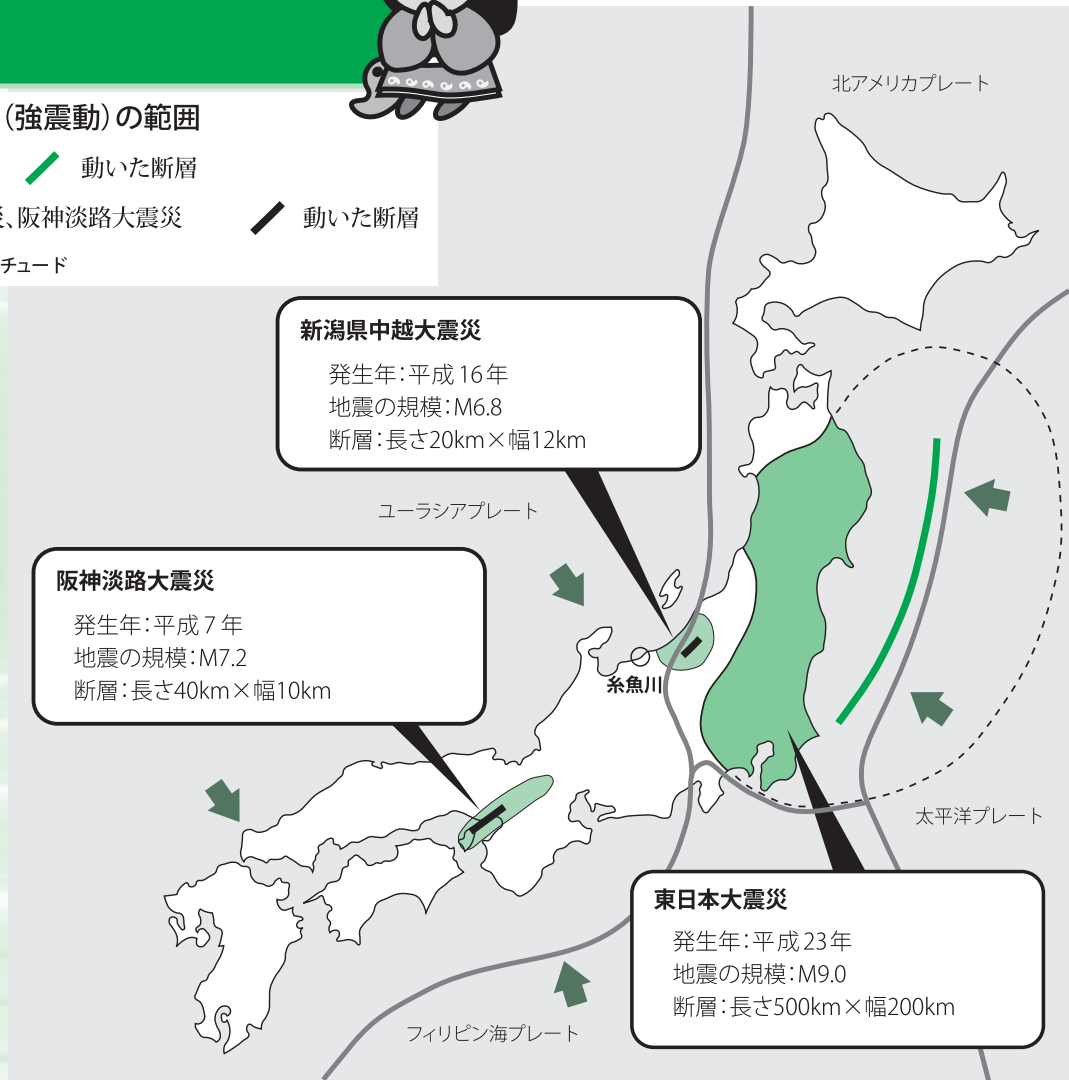 （強震動）の範囲
動いた断層
、阪神淡路大震災
動いた断層
チュード
北アメリカプレート
新潟県中越大震災
発生年：平成16年
地震の規模：M6.8
断層：長さ20km×幅12km
ユーラシアプレート
阪神淡路大震災
発生年：平成7年
地震の規模：M7.2
断層：長さ40km×幅10km
糸魚川
太平洋プレート
東日本大震災
発生年：平成23年
地震の規模：M9.0
断層：長さ500km×幅200km
フィリピン海プレート